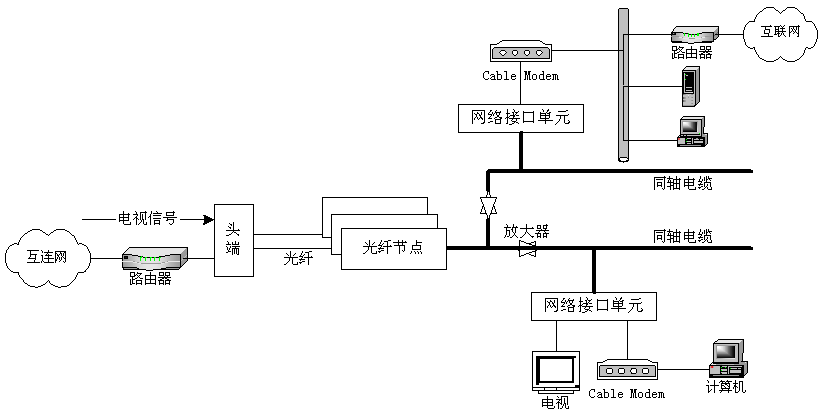 互联网
路由器
Cable Modem
网络接口单元
同轴电缆
电视信号
头
端
放大器
同轴电缆
互连网
路由器
光纤
光纤节点
网络接口单元
电视
Cable Modem
计算机